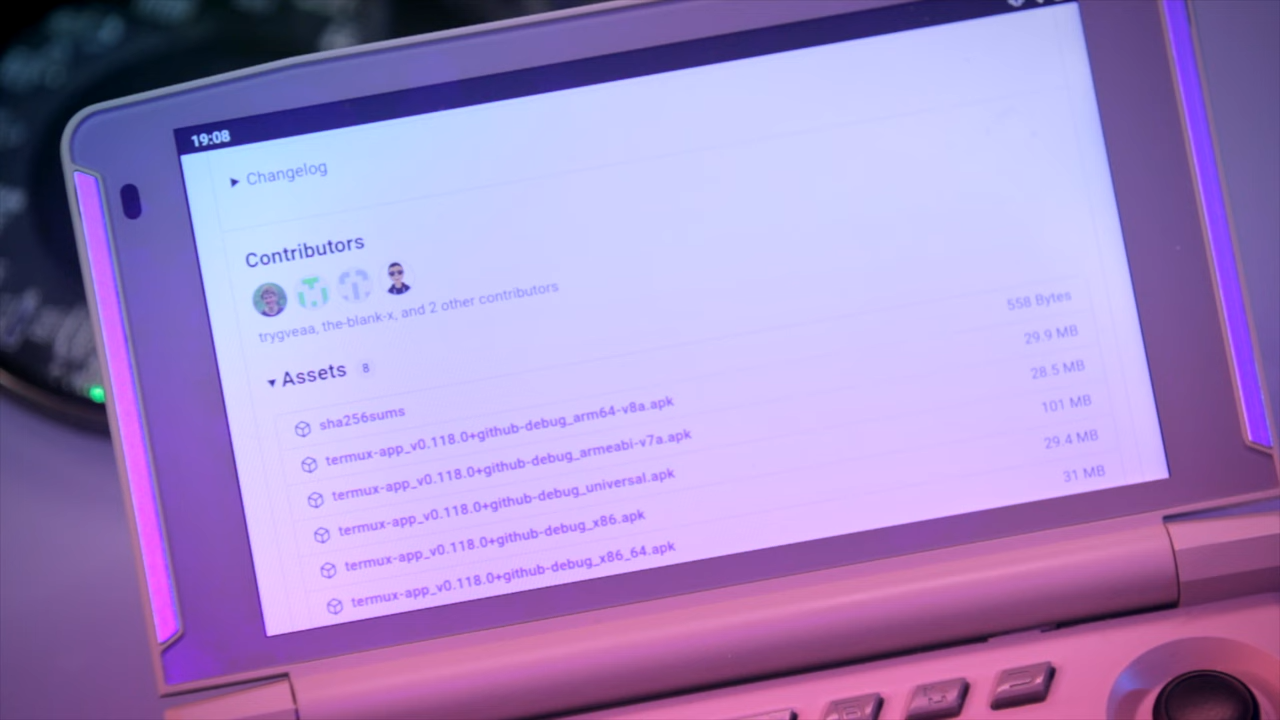 19:08
Changelog
Contributors
trygveaa, the-blank-x, and 2 other contributors
Assets 8
sha256sums 558 Bytes
termux-app_v0.118.0+github-debug_arm64-v8a.apk 29.9 MB
termux-app_v0.118.0+github-debug_armeabi-v7a.apk 28.5 MB
termux-app_v0.118.0+github-debug_universal.apk 101 MB
termux-app_v0.118.0+github-debug_x86.apk 29.4 MB
termux-app_v0.118.0+github-debug_x86_64.apk 31 MB